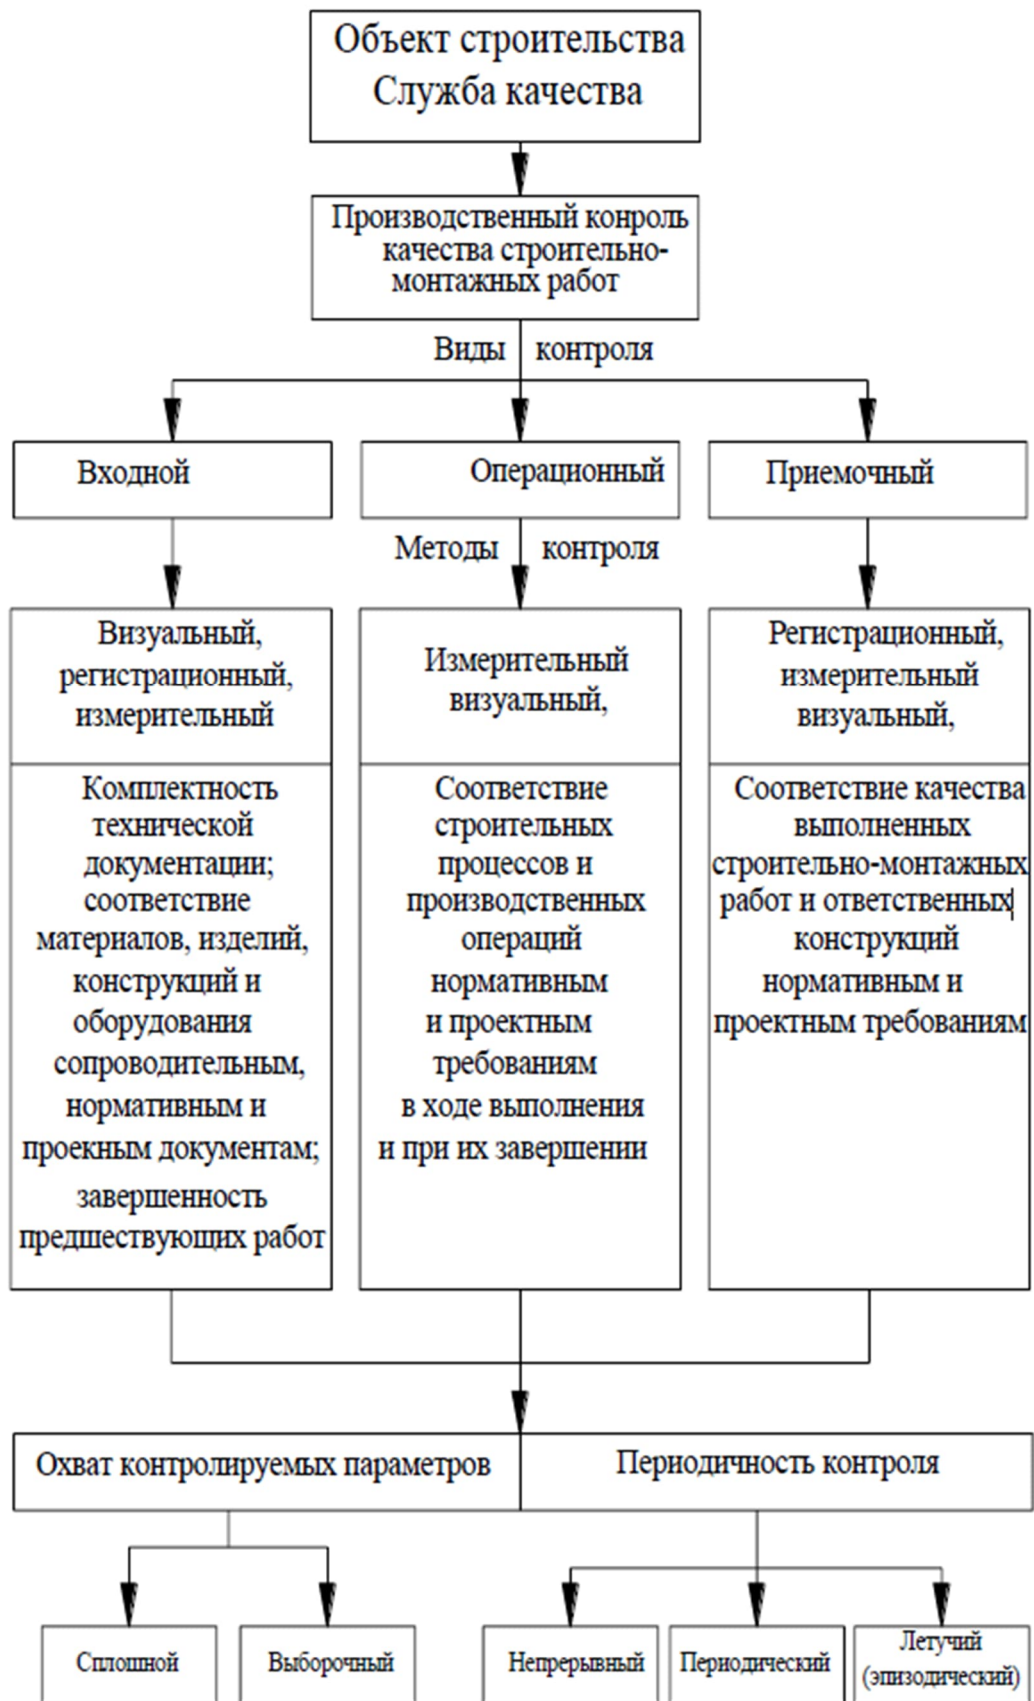 Объект строительства
Служба качества
Производственный конроль
качества строительно-
монтажных работ
Виды контроля
Входной
Операционный
Приемочный
Методы контроля
Визуальный,
регистрационный,
измерительный
Измерительный
визуальный,
Регистрационный,
измерительный
визуальный,
Комплектность
технической
документации;
соответствие
материалов, изделий,
конструкций и
оборудования
сопроводительным,
нормативным и
проекным документам;
завершенность
предшествующих работ
Соответствие
строительных
процессов и
производственных
операций
нормативным
и проектным
требованиям
в ходе выполнения
и при их завершении
Соответствие качества
выполненных
строительно-монтажных
работ и ответственных
конструкций
нормативным и
проектным требованиям
Охват контролируемых параметров
Периодичность контроля
Сплошной
Выборочный
Непрерывный
Периодический
Летучий
(эпизодический)